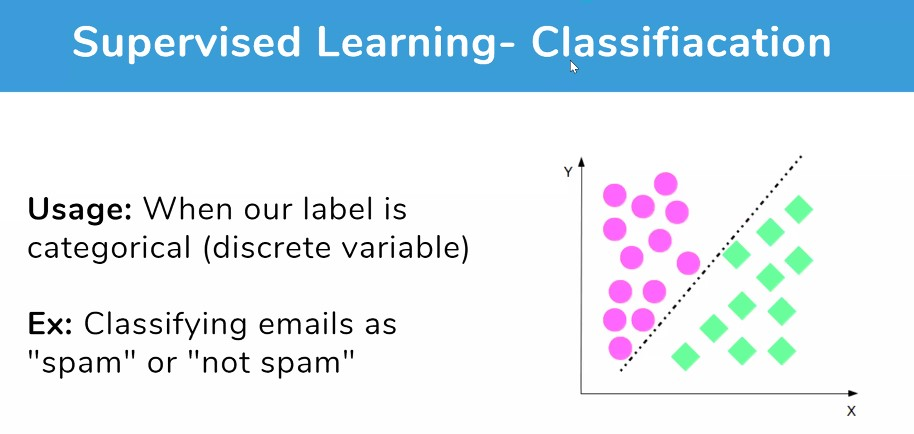 Supervised Learning- Classifiacation
Usage: When our label is
categorical (discrete variable)
Ex: Classifying emails as
"spam" or "not spam"
Y
X